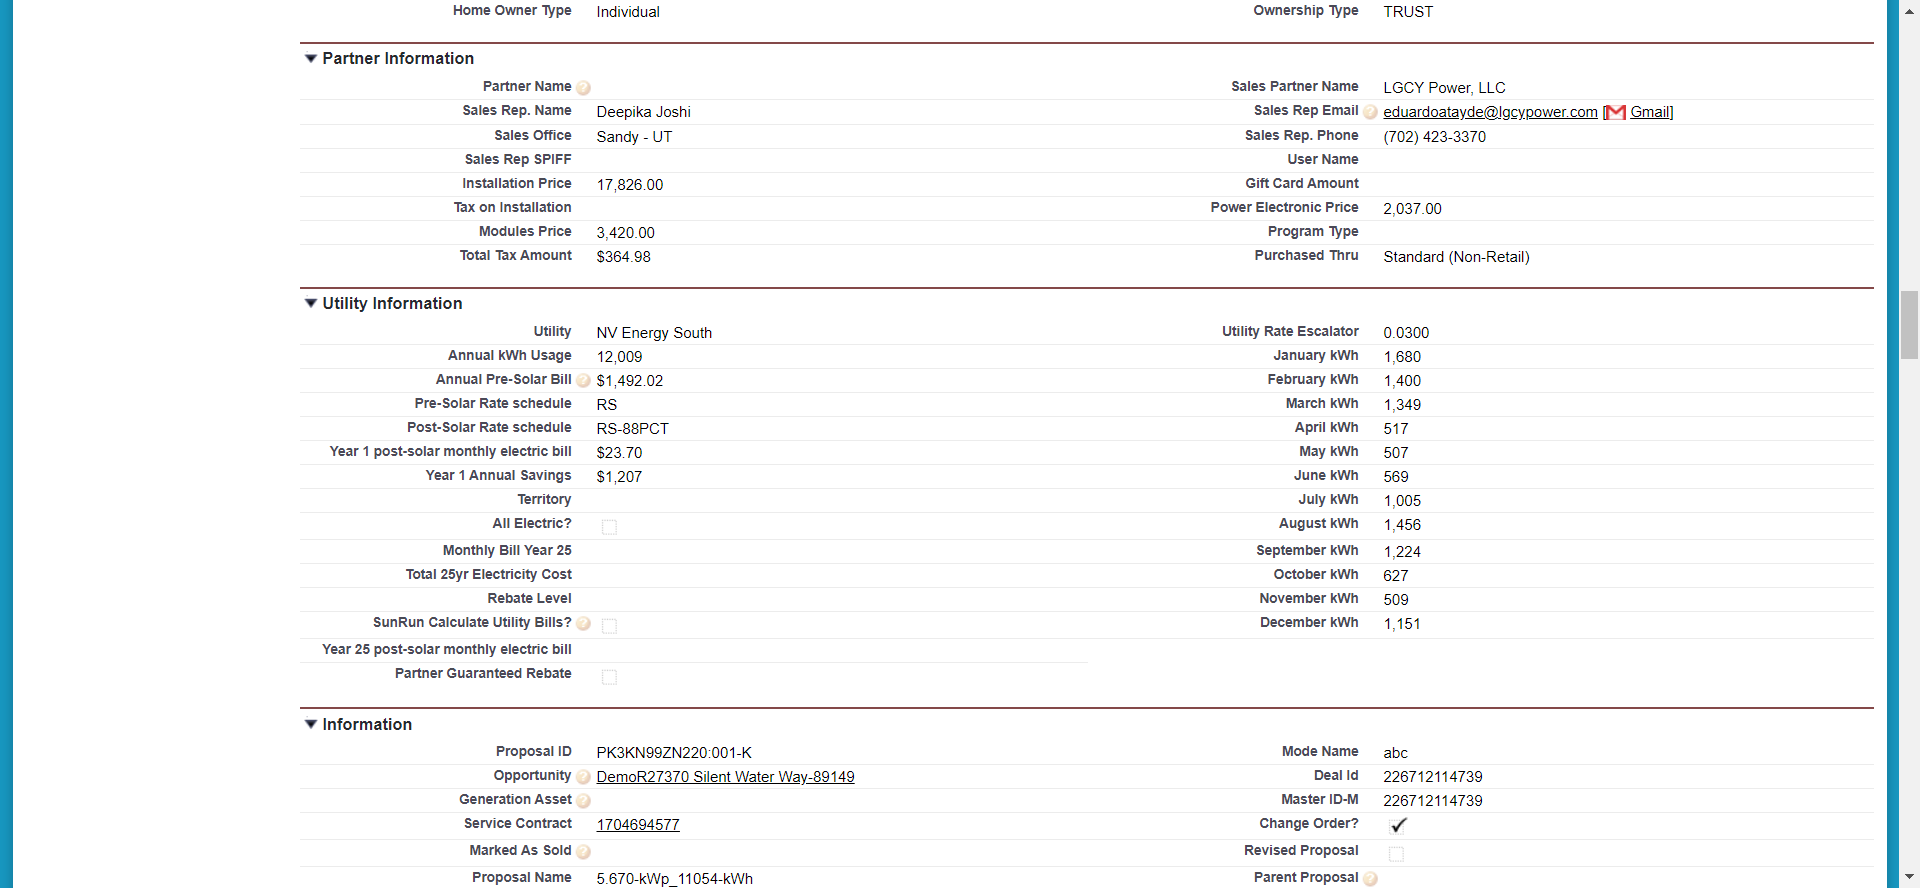 Home Owner Type Individual Ownership Type TRUST
Partner Information
Partner Name ? Sales Partner Name LGCY Power, LLC
Sales Rep. Name Deepika Joshi Sales Rep Email ? eduardoatayde@lgcypower.com [M Gmail]
Sales Office Sandy - UT Sales Rep. Phone (702) 423-3370
Sales Rep SPIFF User Name
Installation Price 17,826.00 Gift Card Amount
Tax on Installation Power Electronic Price 2,037.00
Modules Price 3,420.00 Program Type
Total Tax Amount $364.98 Purchased Thru Standard (Non-Retail)
Utility Information
Utility NV Energy South Utility Rate Escalator 0.0300
Annual kWh Usage 12,009 January kWh 1,680
Annual Pre-Solar Bill ? $1,492.02 February kWh 1,400
Pre-Solar Rate schedule RS March kWh 1,349
Post-Solar Rate schedule RS-88PCT April kWh 517
Year 1 post-solar monthly electric bill $23.70 May kWh 507
Year 1 Annual Savings $1,207 June kWh 569
Territory July kWh 1,005
All Electric? August kWh 1,456
Monthly Bill Year 25 September kWh 1,224
Total 25yr Electricity Cost October kWh 627
Rebate Level November kWh 509
SunRun Calculate Utility Bills? ? December kWh 1,151
Year 25 post-solar monthly electric bill
Partner Guaranteed Rebate
Information
Proposal ID PK3KN99ZN220:001-K Mode Name abc
Opportunity ? DemoR27370 Silent Water Way-89149 Deal Id 226712114739
Generation Asset ? Master ID-M 226712114739
Service Contract 1704694577 Change Order?
Marked As Sold ? Revised Proposal
Proposal Name 5.670-kWp_11054-kWh Parent Proposal ?